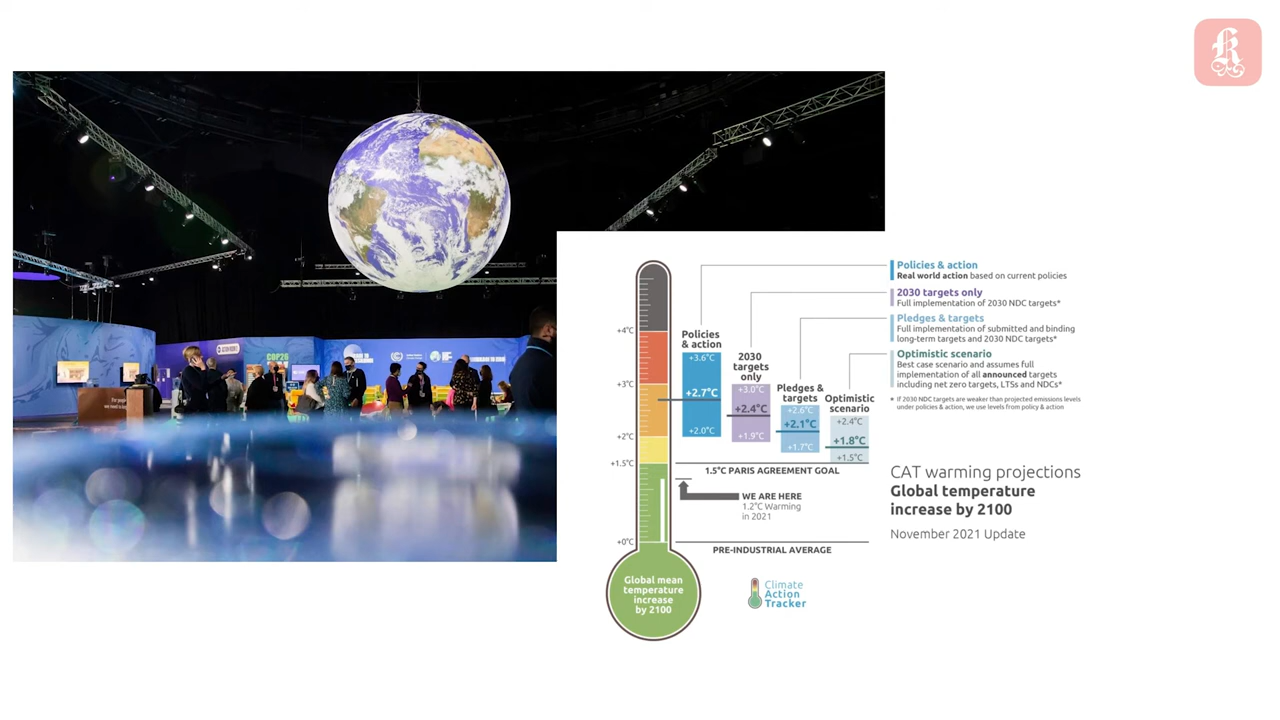 COP26
Policies & action
Real world action based on current policies
2030 targets only
Full implementation of 2030 NDC targets*
Pledges & targets
Full implementation of submitted and binding
long-term targets and 2030 NDC targets*
Optimistic scenario
Best case scenario and assumes full
implementation of all announced targets
including net zero targets, LTSs and NDCs*
* If 2030 NDC targets are weaker than projected emissions levels
under policies & action, we use levels from policy & action
+4°C
+3°C
+2°C
+1.5°C
+0°C
Policies
& action
+3.6°C
+2.7°C
+2.0°C
2030
targets
only
+3.0°C
+2.4°C
+1.9°C
Pledges &
targets
+2.6°C
+2.1°C
+1.7°C
Optimistic
scenario
+2.4°C
+1.8°C
+1.5°C
1.5°C PARIS AGREEMENT GOAL
WE ARE HERE
1.2°C Warming
in 2021
PRE-INDUSTRIAL AVERAGE
Global mean
temperature
increase
by 2100
Climate
Action
Tracker
CAT warming projections
Global temperature
increase by 2100
November 2021 Update